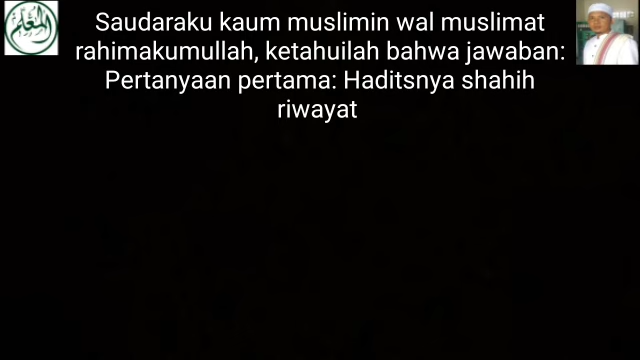 Saudaraku kaum muslimin wal muslimat
rahimakumullah, ketahuilah bahwa jawaban:
Pertanyaan pertama: Haditsnya shahih
riwayat